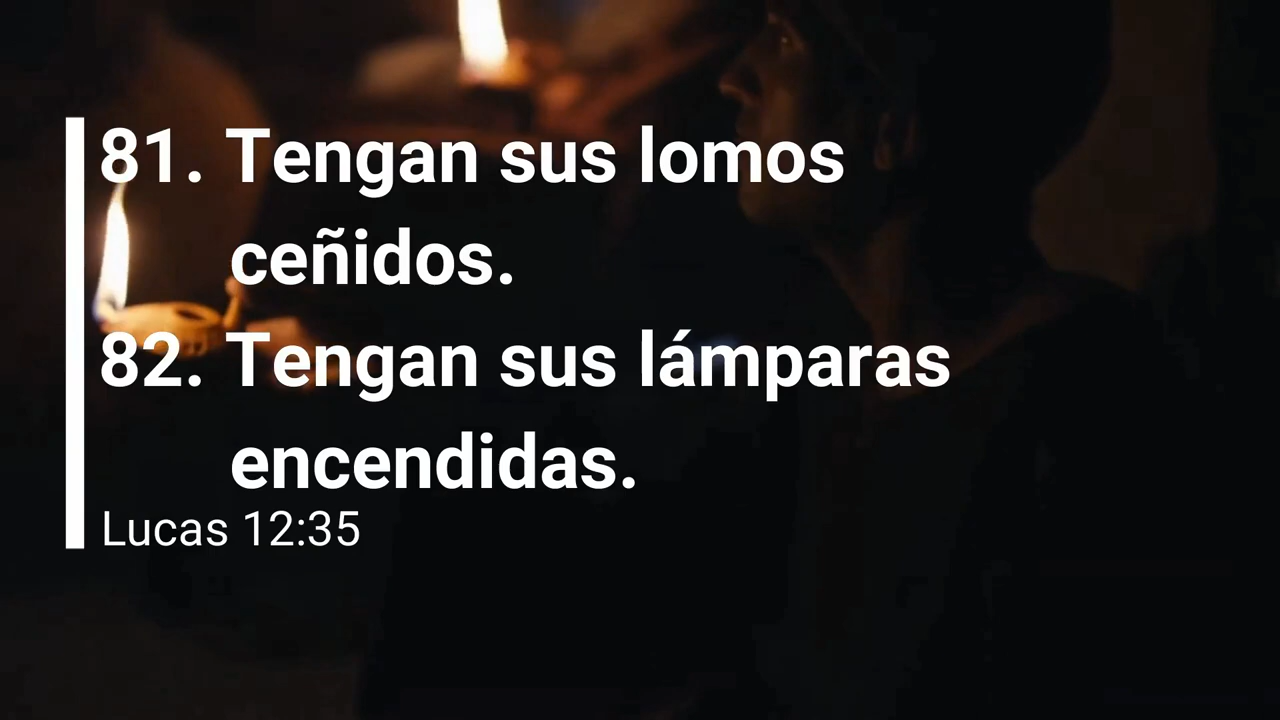 81. Tengan sus lomos
ceñidos.
82. Tengan sus lámparas
encendidas.
Lucas 12:35